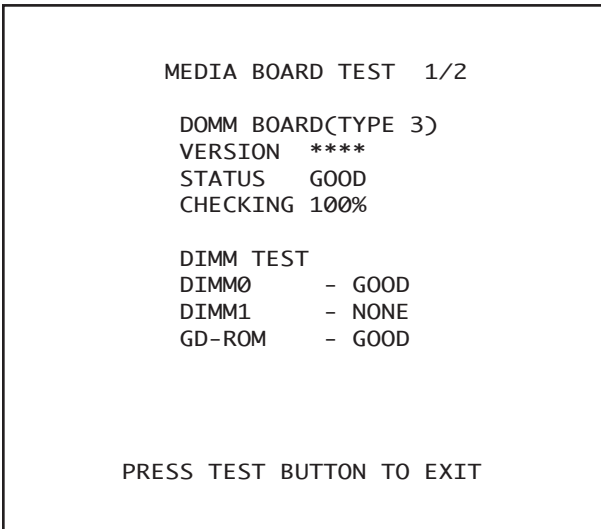 MEDIA BOARD TEST 1/2
DOMM BOARD(TYPE 3)
VERSION ****
STATUS GOOD
CHECKING 100%
DIMM TEST
DIMM0 – GOOD
DIMM1 – NONE
GD-ROM – GOOD
PRESS TEST BUTTON TO EXIT